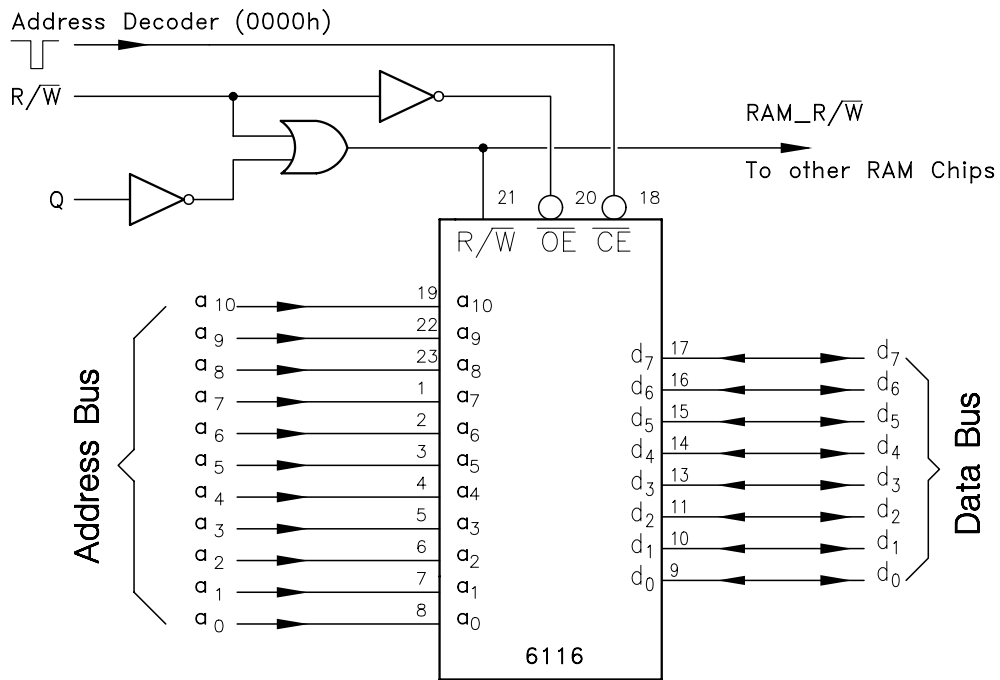 Address Decoder (0000h)
R/W̅
RAM_R/W̅
To other RAM Chips
Q
21 20 18
R/W̅ O̅E̅ C̅E̅
a10 19 a10
a9 22 a9
a8 23 a8
a7 1 a7
a6 2 a6
a5 3 a5
a4 4 a4
a3 5 a3
a2 6 a2
a1 7 a1
a0 8 a0
d7 17 d7
d6 16 d6
d5 15 d5
d4 14 d4
d3 13 d3
d2 11 d2
d1 10 d1
d0 9 d0
Address Bus
Data Bus
6116